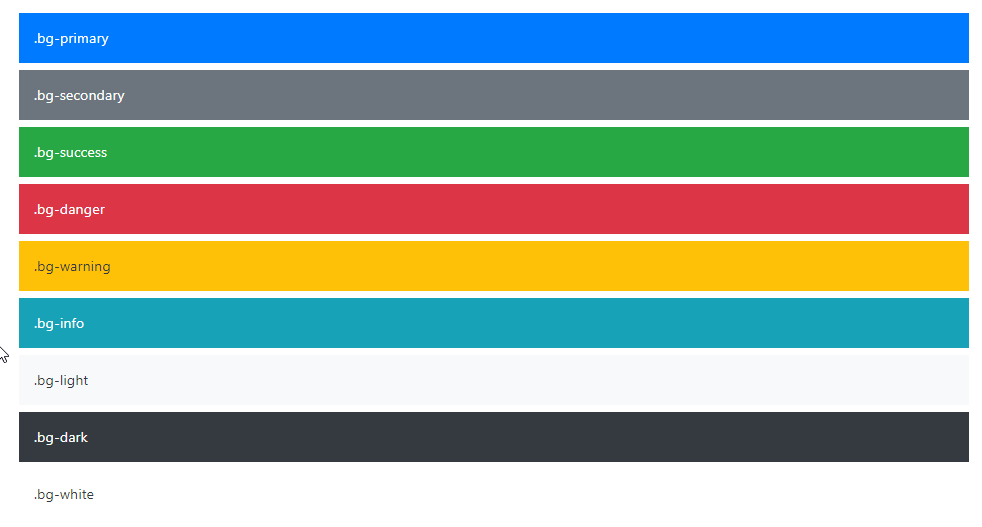 .bg-primary
.bg-secondary
.bg-success
.bg-danger
.bg-warning
.bg-info
.bg-light
.bg-dark
.bg-white